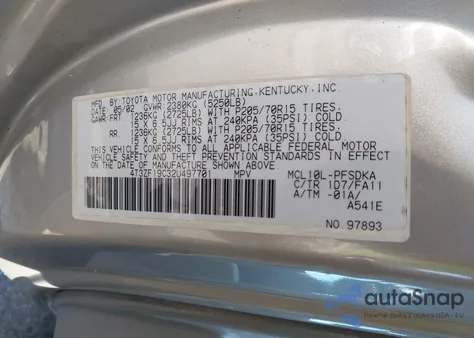 MFD. BY: TOYOTA MOTOR MANUFACTURING, KENTUCKY, INC.
DATE: 05/02 GVWR 2380KG (5250LB)
GAWR: FRT 1236KG (2725LB) WITH P205/70R15 TIRES,
15 X 6.5JJ RIMS AT 240KPA (35PSI) COLD.
RR 1236KG (2725LB) WITH P205/70R15 TIRES,
15 X 6.5JJ RIMS AT 240KPA (35PSI) COLD.
THIS VEHICLE CONFORMS TO ALL APPLICABLE FEDERAL MOTOR
VEHICLE SAFETY, BUMPER, AND THEFT PREVENTION STANDARDS IN EFFECT
ON THE DATE OF MANUFACTURE SHOWN ABOVE.
4T3ZF19C32U497701 MPV
MCL10L-PFSDKA
C/TR 1D7/FA11
A/TM -01A/
A541E
NO. 97893
autoSnap